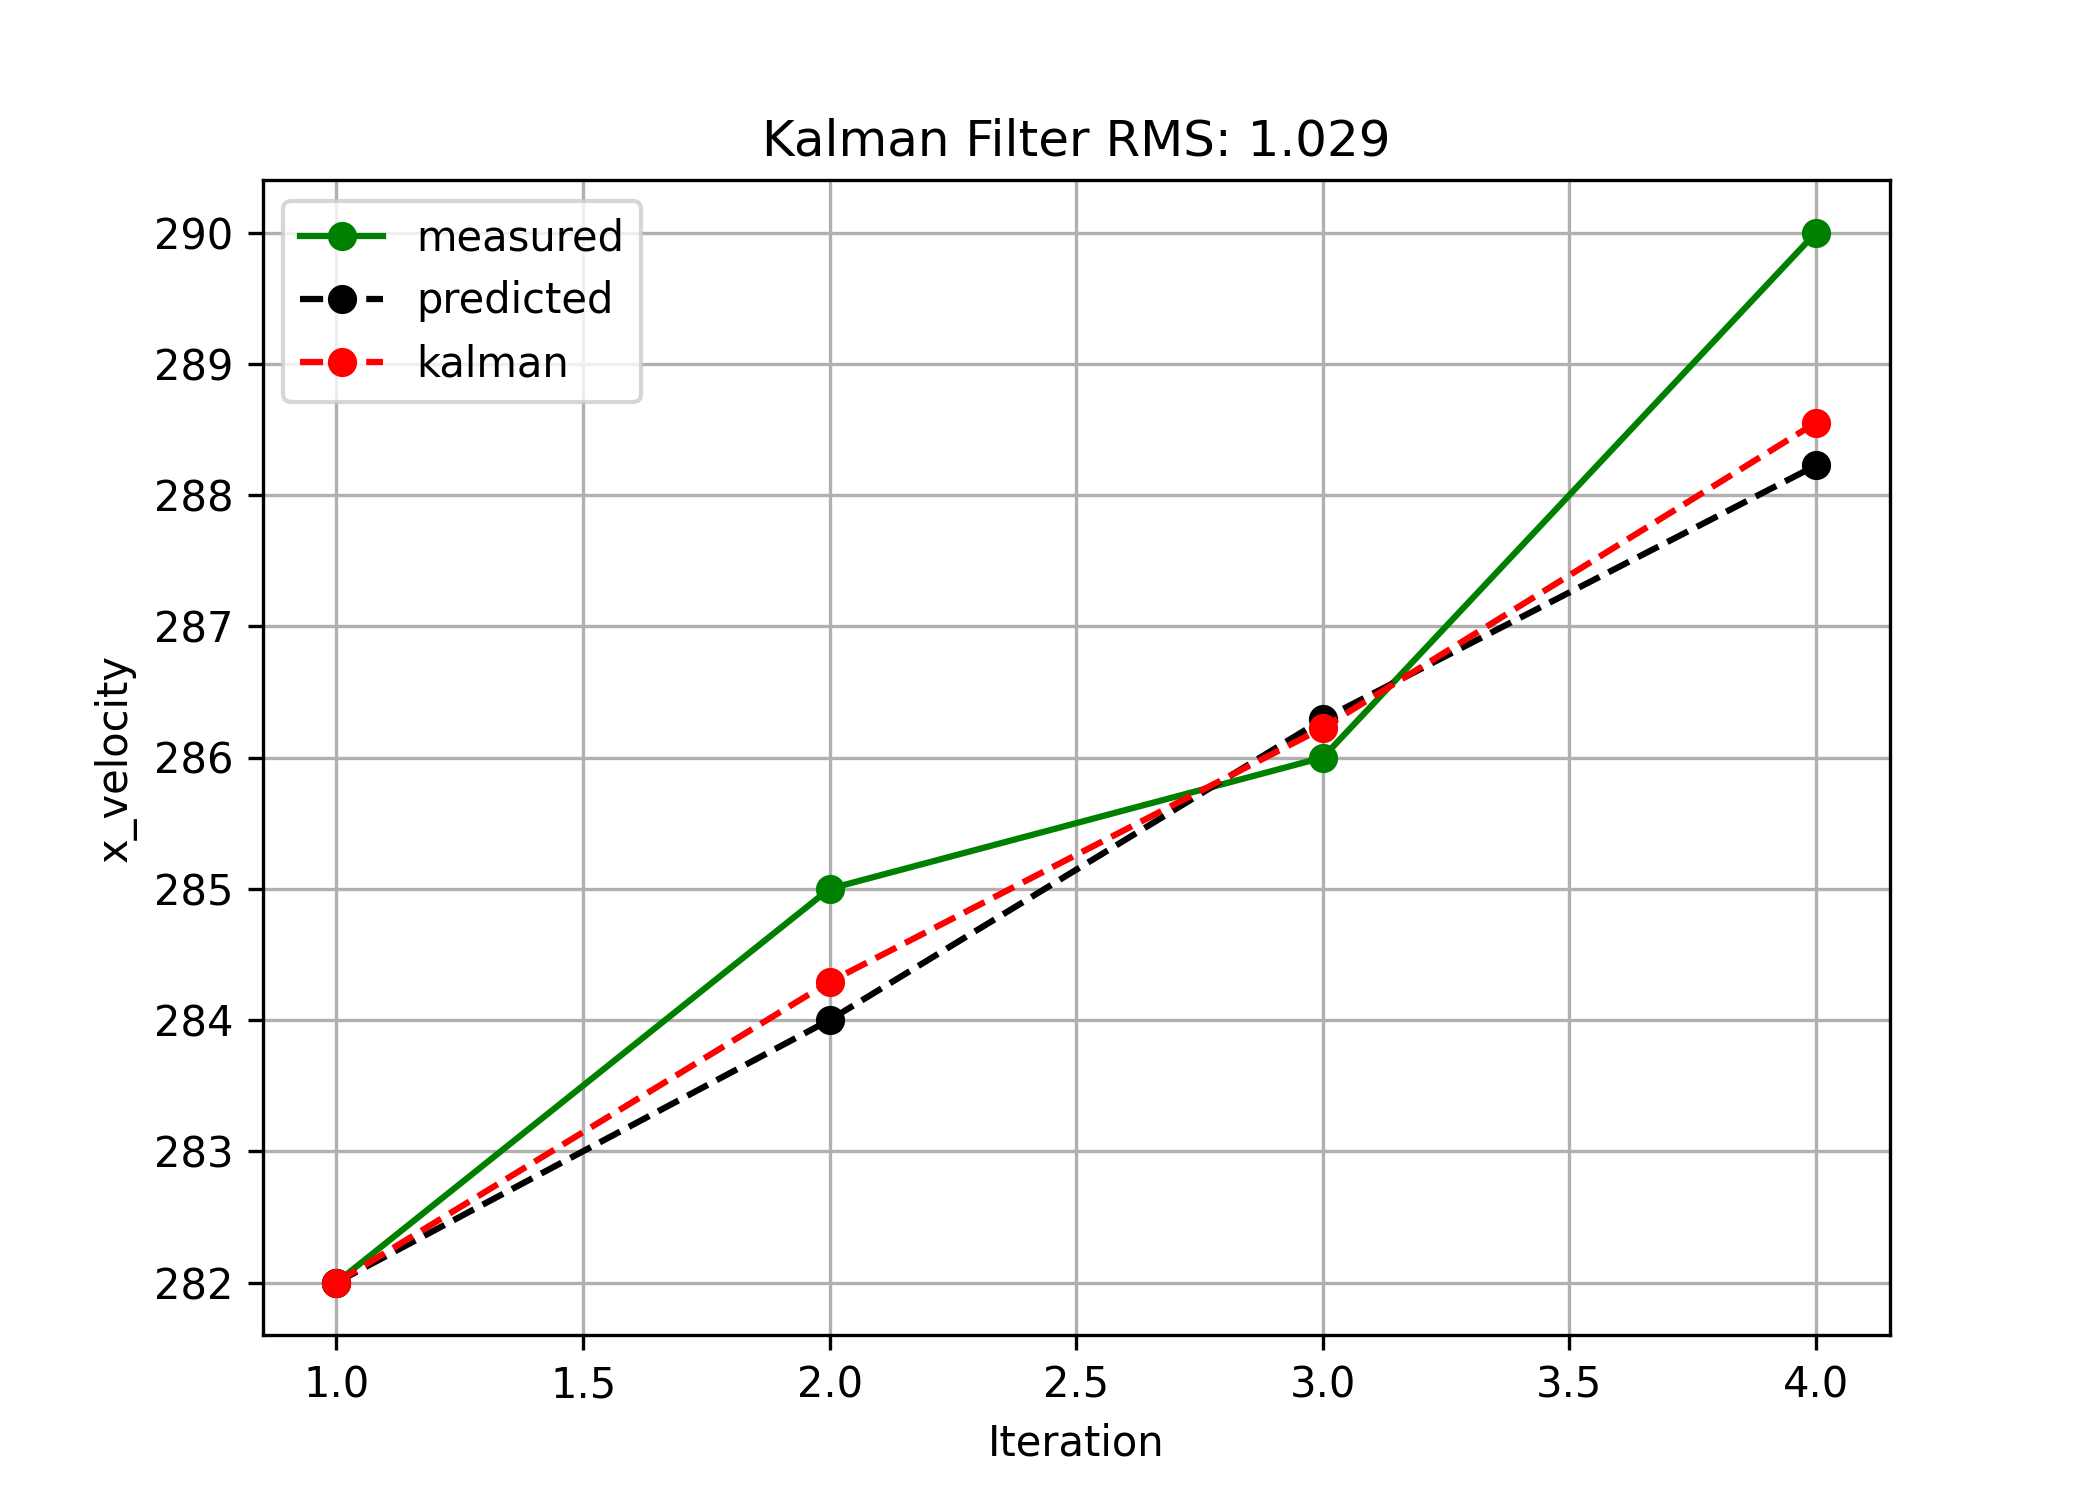 Kalman Filter RMS: 1.029
measured
predicted
kalman
290
289
288
287
286
285
284
283
282
x_velocity
1.0 1.5 2.0 2.5 3.0 3.5 4.0
Iteration